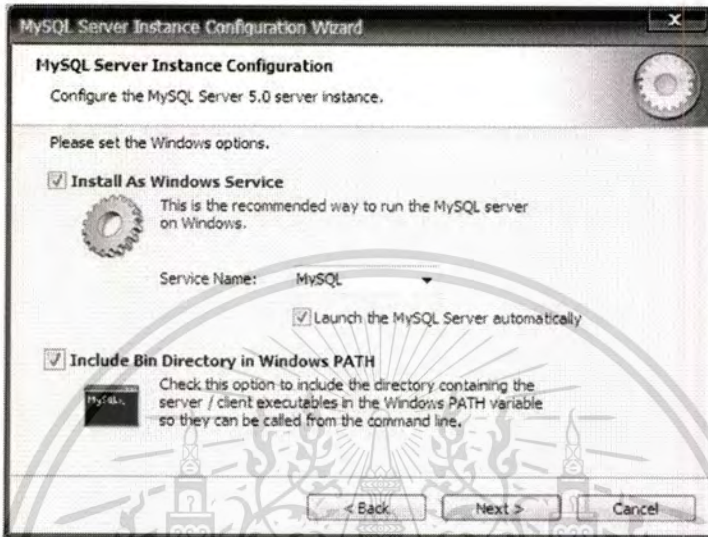 MySQL Server Instance Configuration Wizard
MySQL Server Instance Configuration
Configure the MySQL Server 5.0 server instance.
Please set the Windows options.
Install As Windows Service
This is the recommended way to run the MySQL server
on Windows.
Service Name: MySQL
Launch the MySQL Server automatically
Include Bin Directory in Windows PATH
Check this option to include the directory containing the
server / client executables in the Windows PATH variable
so they can be called from the command line.
< Back Next > Cancel